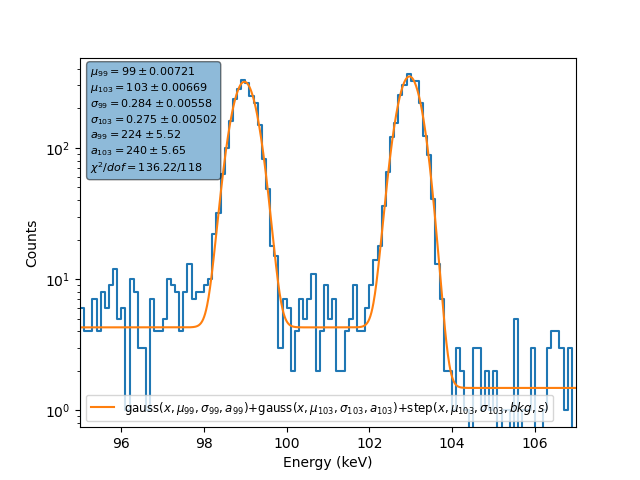 μ₉₉ = 99 ± 0.00721
μ₁₀₃ = 103 ± 0.00669
σ₉₉ = 0.284 ± 0.00558
σ₁₀₃ = 0.275 ± 0.00502
a₉₉ = 224 ± 5.52
a₁₀₃ = 240 ± 5.65
χ²/dof = 136.22/118
10²
10¹
10⁰
Counts
gauss(x, μ₉₉, σ₉₉, a₉₉)+gauss(x, μ₁₀₃, σ₁₀₃, a₁₀₃)+step(x, μ₁₀₃, σ₁₀₃, bkg, s)
96 98 100 102 104 106
Energy (keV)